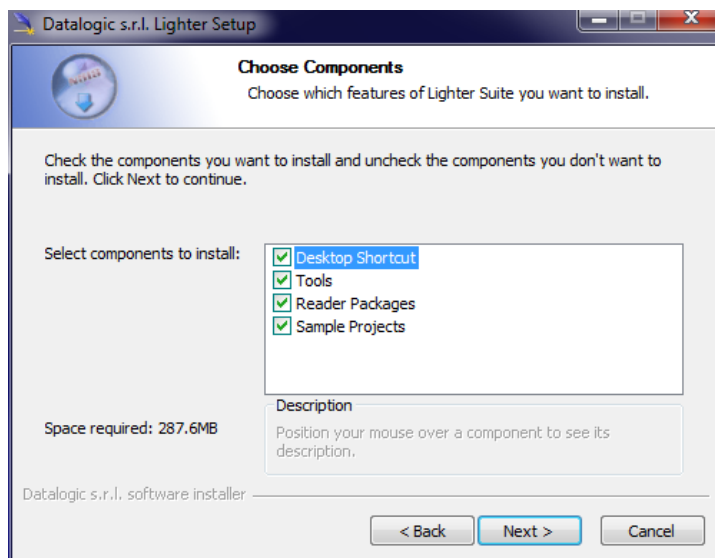 Datalogic s.r.l. Lighter Setup
Choose Components
Choose which features of Lighter Suite you want to install.
Check the components you want to install and uncheck the components you don't want to
install. Click Next to continue.
Select components to install:
Desktop Shortcut
Tools
Reader Packages
Sample Projects
Space required: 287.6MB
Description
Position your mouse over a component to see its
description.
Datalogic s.r.l. software installer
< Back
Next >
Cancel